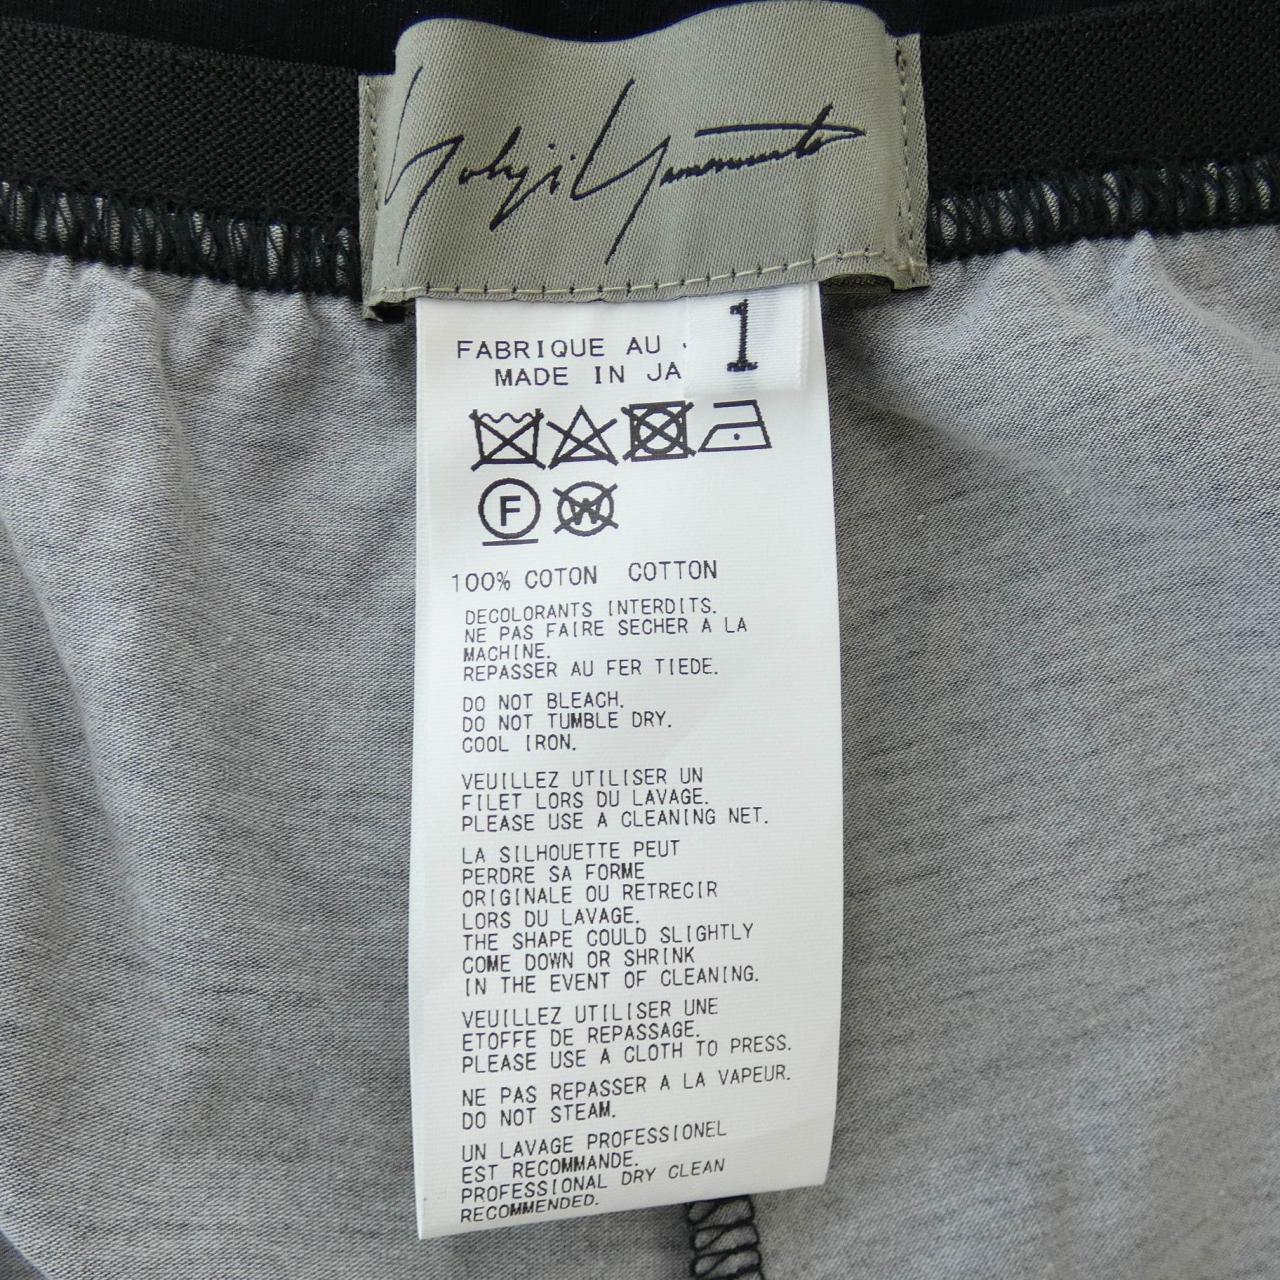 Yohji Yamamoto
1
FABRIQUE AU
MADE IN JA
F
W
100% COTON COTTON
DECOLORANTS INTERDITS.
NE PAS FAIRE SECHER A LA
MACHINE.
REPASSER AU FER TIEDE.
DO NOT BLEACH.
DO NOT TUMBLE DRY.
COOL IRON.
VEUILLEZ UTILISER UN
FILET LORS DU LAVAGE.
PLEASE USE A CLEANING NET.
LA SILHOUETTE PEUT
PERDRE SA FORME
ORIGINALE OU RETRECIR
LORS DU LAVAGE.
THE SHAPE COULD SLIGHTLY
COME DOWN OR SHRINK
IN THE EVENT OF CLEANING.
VEUILLEZ UTILISER UNE
ETOFFE DE REPASSAGE.
PLEASE USE A CLOTH TO PRESS.
NE PAS REPASSER A LA VAPEUR.
DO NOT STEAM.
UN LAVAGE PROFESSIONEL
EST RECOMMANDE.
PROFESSIONAL DRY CLEAN
RECOMMENDED.